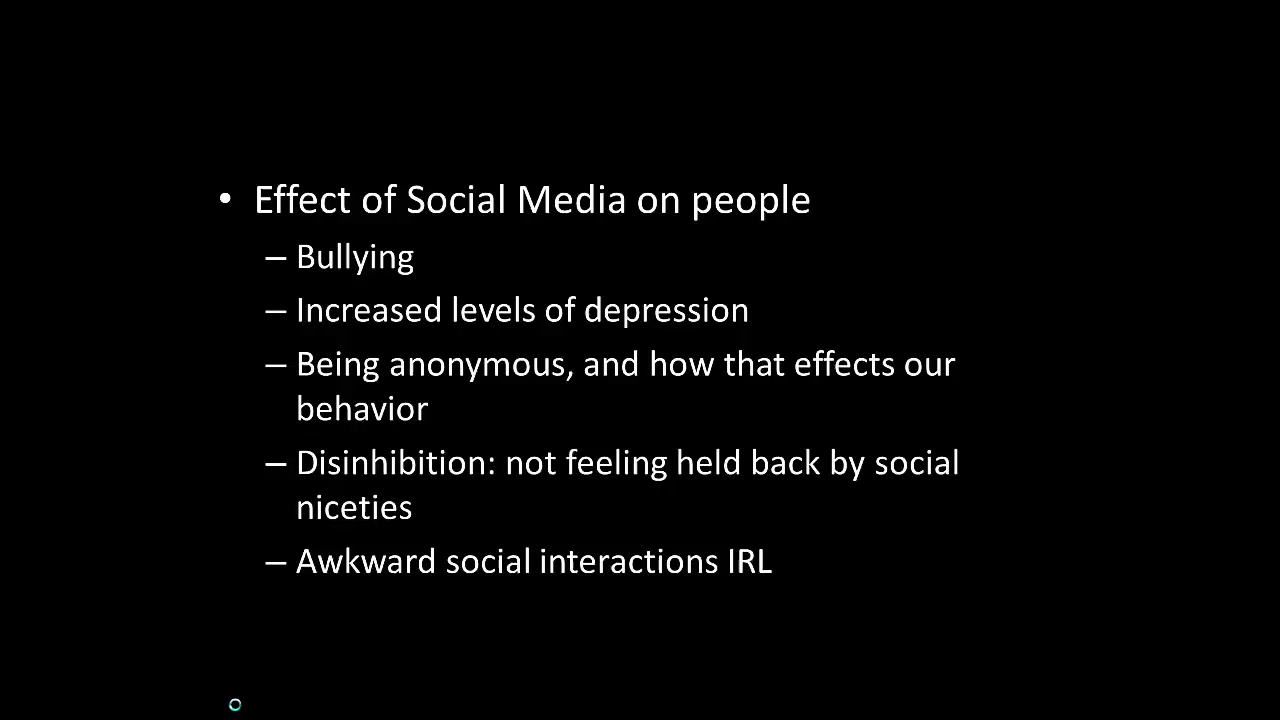 • Effect of Social Media on people
– Bullying
– Increased levels of depression
– Being anonymous, and how that effects our
behavior
– Disinhibition: not feeling held back by social
niceties
– Awkward social interactions IRL